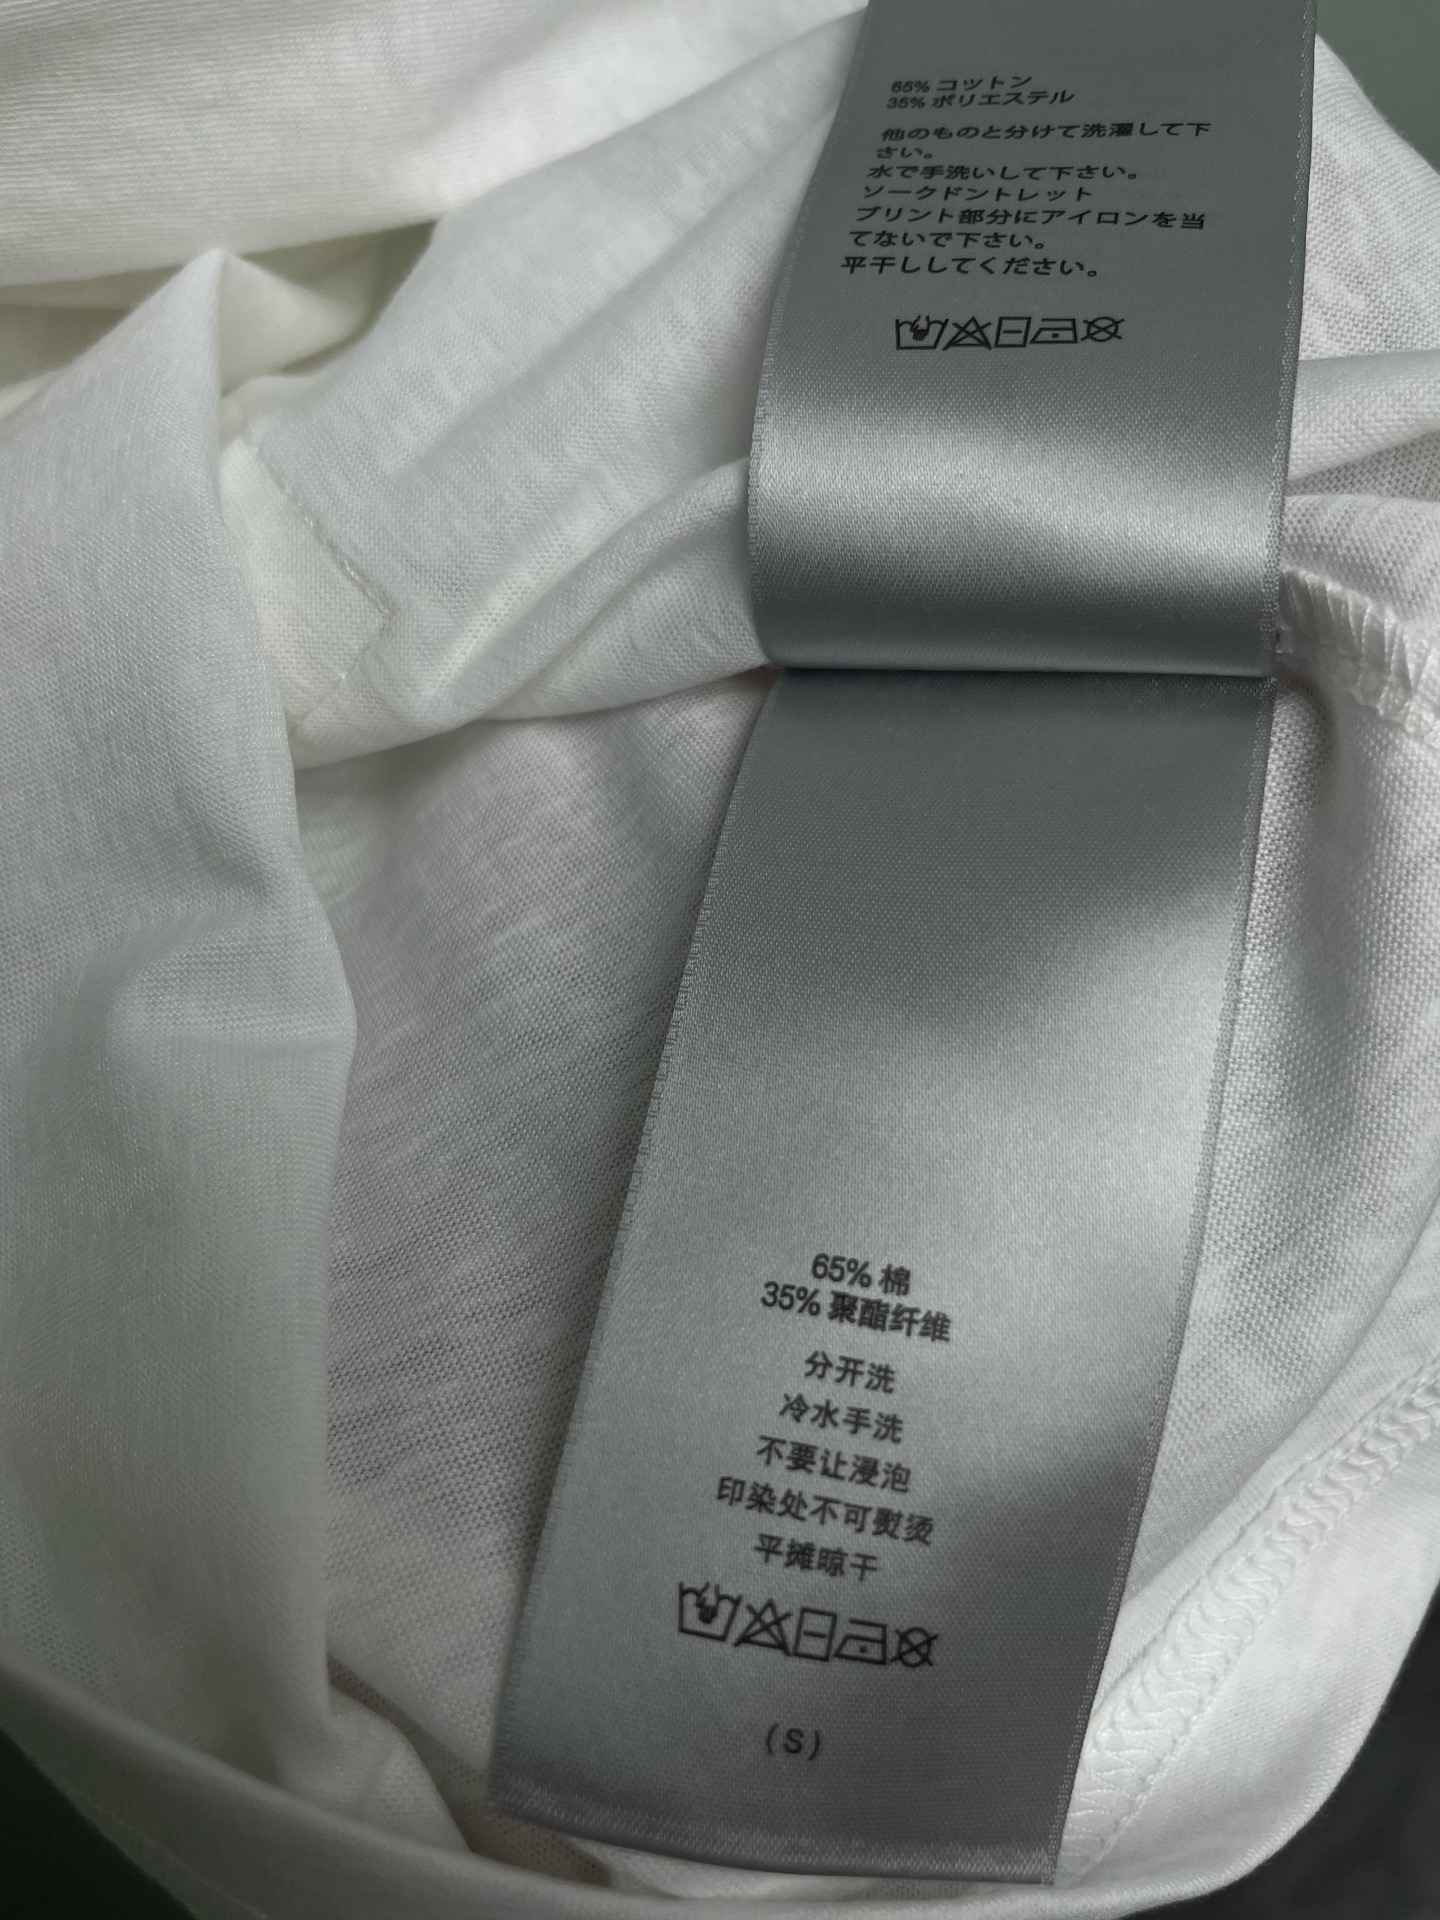 65% コットン
35% ポリエステル
他のものと分けて洗濯して下
さい。
水で手洗いして下さい。
ソークドントレット
プリント部分にアイロンを当
てないで下さい。
平干ししてください。
65% 棉
35% 聚酯纤维
分开洗
冷水手洗
不要让浸泡
印染处不可熨烫
平摊晾干
(S)